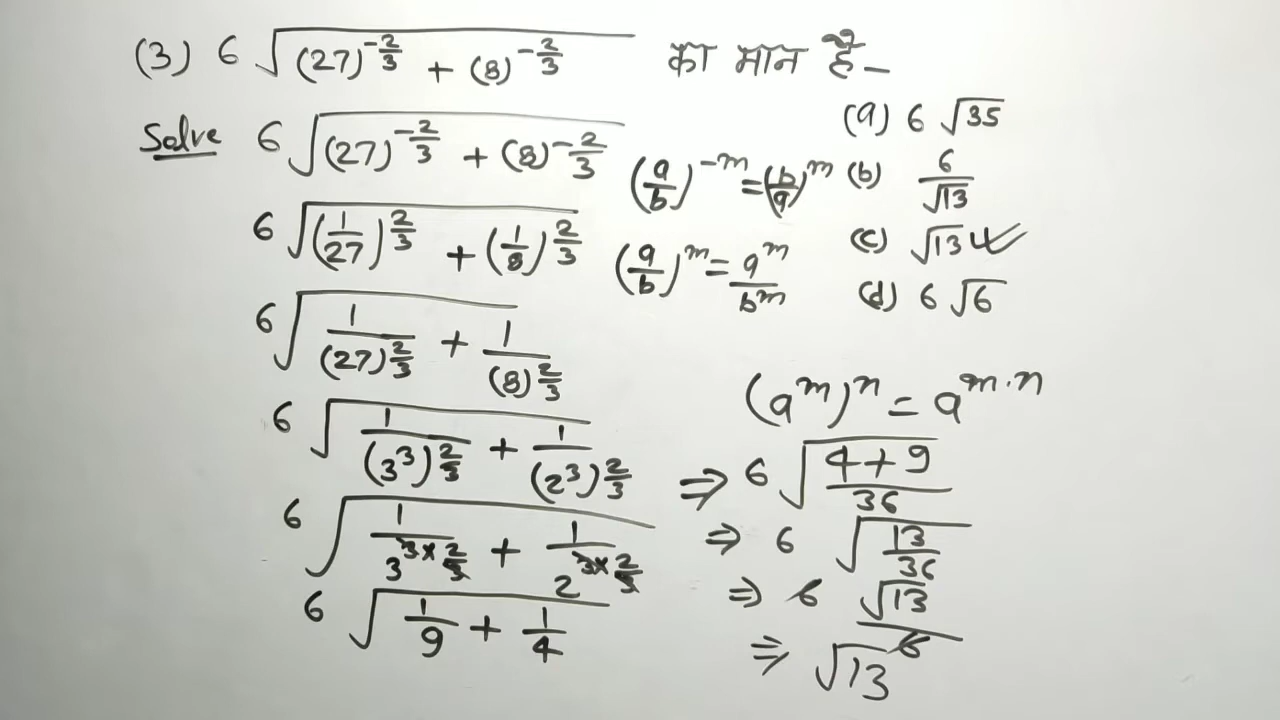 (3) 6 √((27)^(-2/3) + (8)^(-2/3)) का मान है -
(a) 6 √35
(b) 6/√13
(c) √13 ✓
(d) 6 √6
Solve 6 √((27)^(-2/3) + (8)^(-2/3))
(a/b)^(-m) = (b/a)^m
6 √((1/27)^(2/3) + (1/8)^(2/3))
(a/b)^m = a^m/b^m
6 √(1/(27)^(2/3) + 1/(8)^(2/3))
6 √(1/(3^3)^(2/3) + 1/(2^3)^(2/3))
6 √(1/3^(3×2/3) + 1/2^(3×2/3))
6 √(1/9 + 1/4)
(a^m)^n = a^(m·n)
⇒ 6 √((4+9)/36)
⇒ 6 √(13/36)
⇒ 6 √13/6
⇒ √13